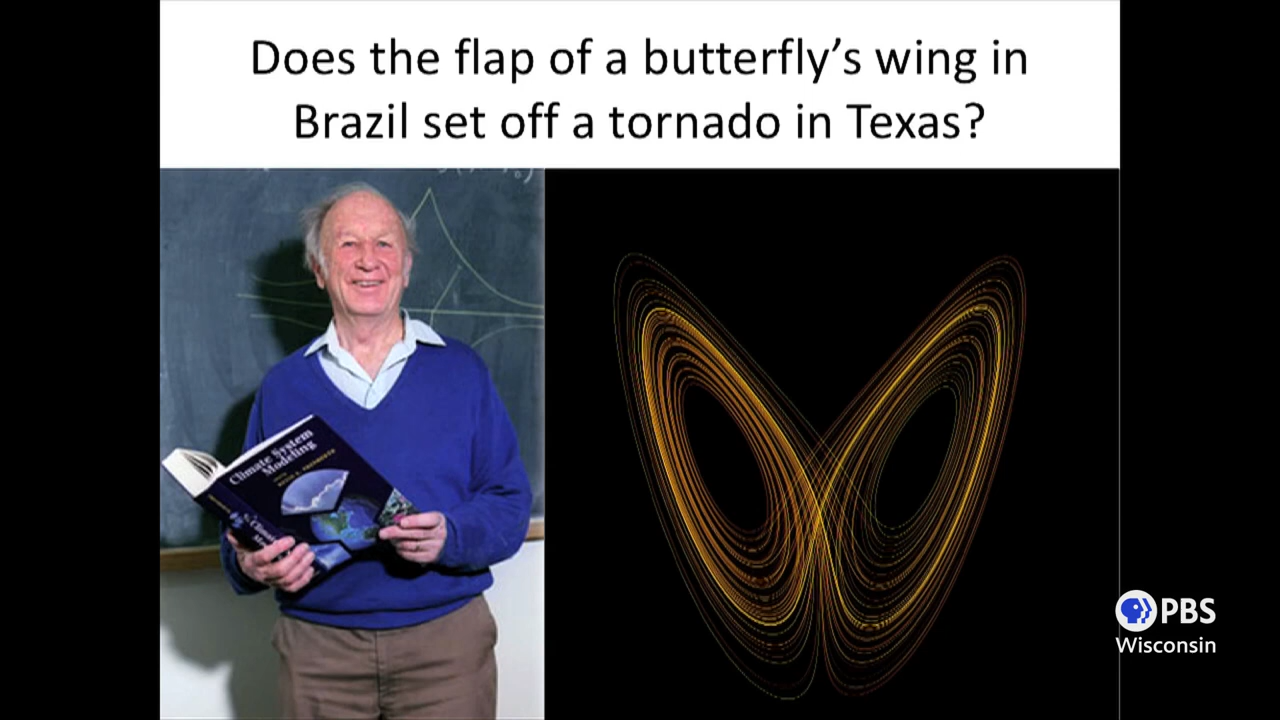 Does the flap of a butterfly's wing in
Brazil set off a tornado in Texas?
Climate System
Modeling
PBS
Wisconsin